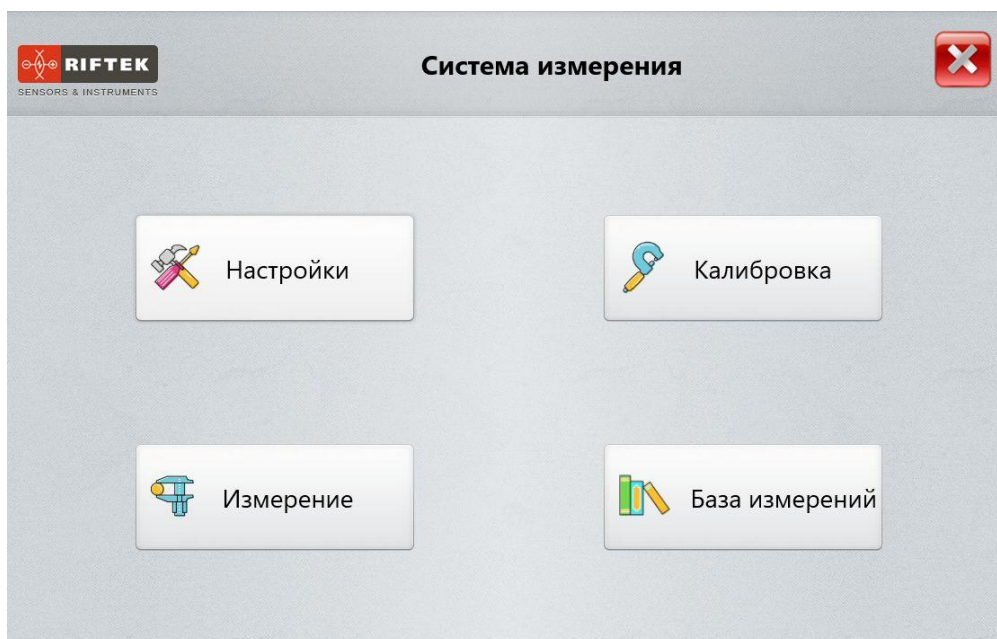 RIFTEK
SENSORS & INSTRUMENTS
Система измерения
Настройки
Калибровка
Измерение
База измерений